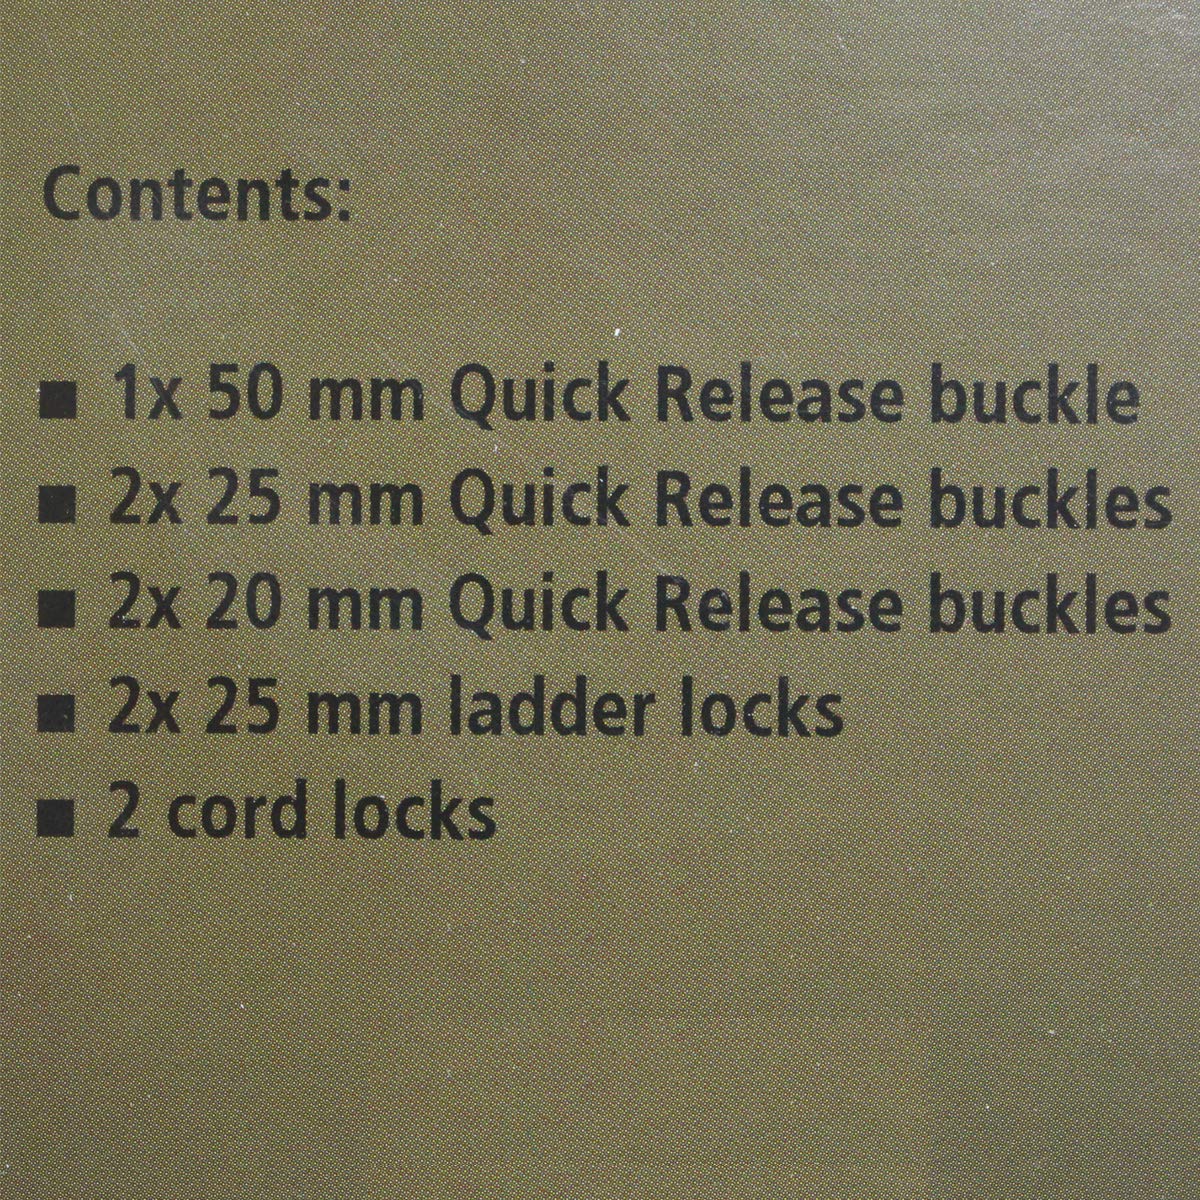 Contents:
■ 1x 50 mm Quick Release buckle
■ 2x 25 mm Quick Release buckles
■ 2x 20 mm Quick Release buckles
■ 2x 25 mm ladder locks
■ 2 cord locks